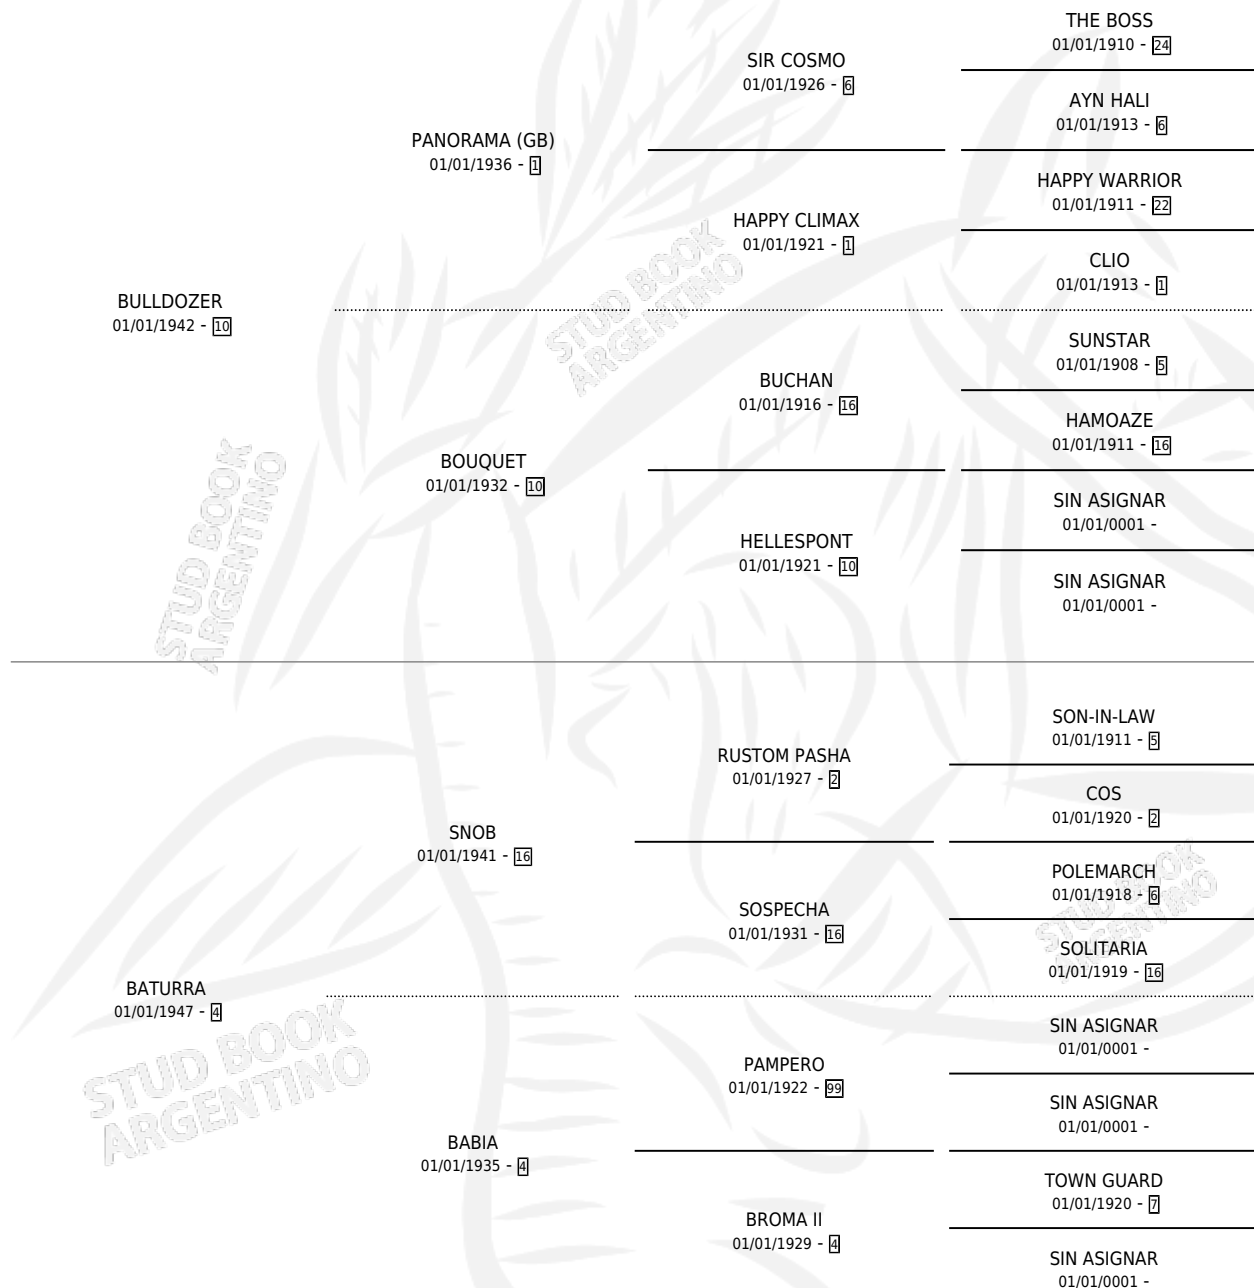 THE BOSS
01/01/1910 - 24
SIR COSMO
01/01/1926 - 6
AYN HALI
01/01/1913 - 6
PANORAMA (GB)
01/01/1936 - 1
HAPPY WARRIOR
01/01/1911 - 22
HAPPY CLIMAX
01/01/1921 - 1
CLIO
01/01/1913 - 1
BULLDOZER
01/01/1942 - 10
SUNSTAR
01/01/1908 - 5
BUCHAN
01/01/1916 - 16
HAMOAZE
01/01/1911 - 16
BOUQUET
01/01/1932 - 10
SIN ASIGNAR
01/01/0001 -
HELLESPONT
01/01/1921 - 10
SIN ASIGNAR
01/01/0001 -
SON-IN-LAW
01/01/1911 - 5
RUSTOM PASHA
01/01/1927 - 2
COS
01/01/1920 - 2
SNOB
01/01/1941 - 16
POLEMARCH
01/01/1918 - 6
SOSPECHA
01/01/1931 - 16
SOLITARIA
01/01/1919 - 16
BATURRA
01/01/1947 - 4
SIN ASIGNAR
01/01/0001 -
PAMPERO
01/01/1922 - 99
SIN ASIGNAR
01/01/0001 -
BABIA
01/01/1935 - 4
TOWN GUARD
01/01/1920 - 7
BROMA II
01/01/1929 - 4
SIN ASIGNAR
01/01/0001 -
STUD BOOK
ARGENTINO
STUD BOOK
ARGENTINO
STUD BOOK
ARGENTINO
STUD BOOK
ARGENTINO